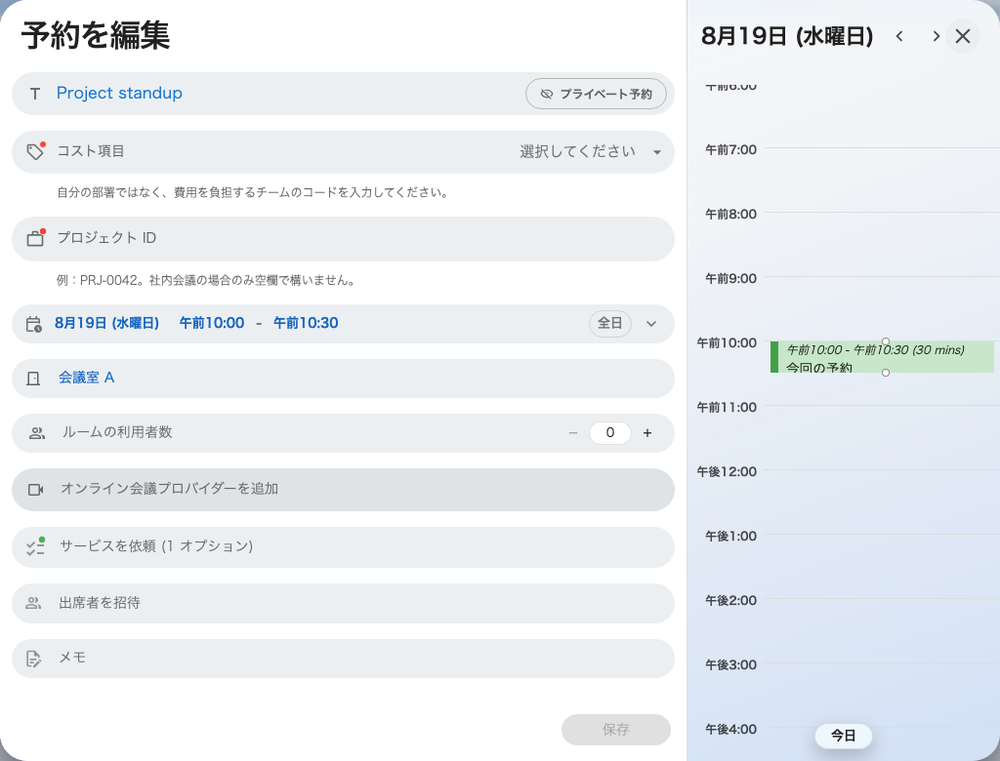 予約を編集
Project standup
プライベート予約
コスト項目
選択してください
自分の部署ではなく、費用を負担するチームのコードを入力してください。
プロジェクト ID
例：PRJ-0042。社内会議の場合のみ空欄で構いません。
8月19日 (水曜日) 午前10:00 - 午前10:30
全日
会議室 A
ルームの利用者数
− 0 +
オンライン会議プロバイダーを追加
サービスを依頼 (1 オプション)
出席者を招待
メモ
保存
8月19日 (水曜日)
午前6:00
午前7:00
午前8:00
午前9:00
午前10:00
午前10:00 - 午前10:30 (30 mins)
今回の予約
午前11:00
午後12:00
午後1:00
午後2:00
午後3:00
午後4:00
今日